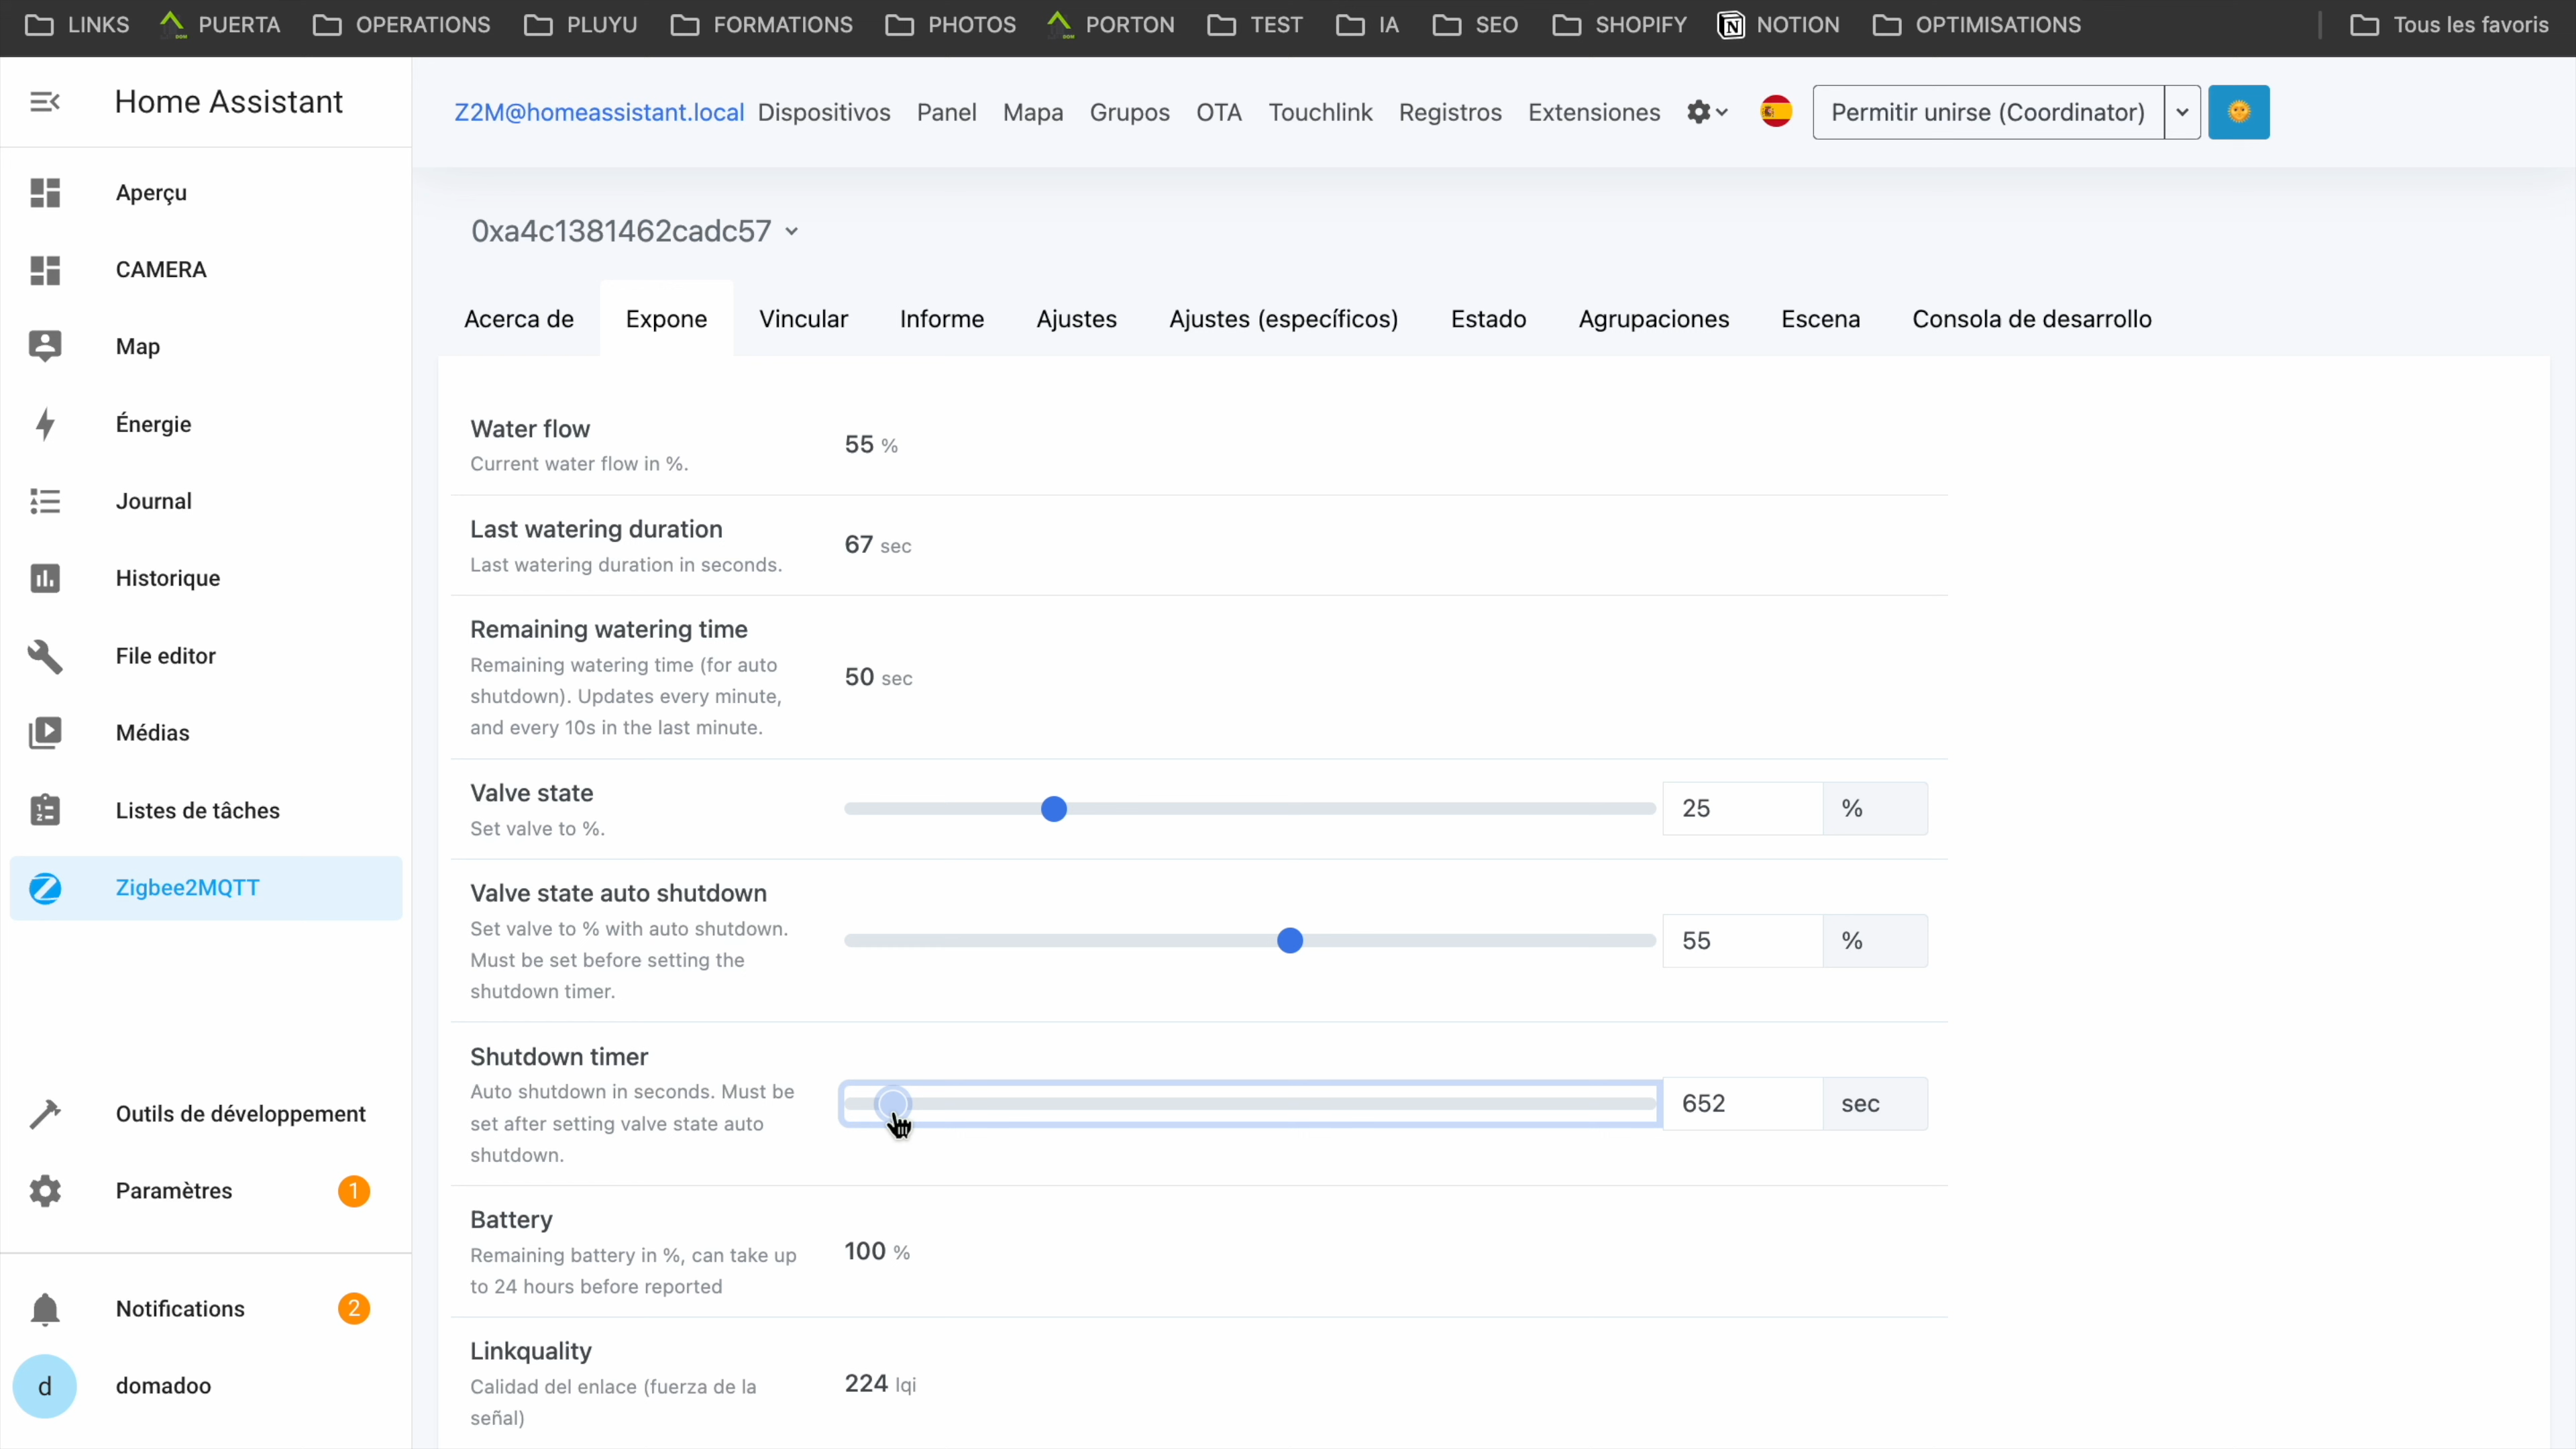 LINKS PUERTA OPERATIONS PLUYU FORMATIONS PHOTOS PORTON TEST IA SEO SHOPIFY NOTION OPTIMISATIONS Tous les favoris
Home Assistant
Aperçu
CAMERA
Map
Énergie
Journal
Historique
File editor
Médias
Listes de tâches
Zigbee2MQTT
Outils de développement
Paramètres 1
Notifications 2
d domadoo
Z2M@homeassistant.local Dispositivos Panel Mapa Grupos OTA Touchlink Registros Extensiones Permitir unirse (Coordinator)
0xa4c1381462cadc57
Acerca de Expone Vincular Informe Ajustes Ajustes (específicos) Estado Agrupaciones Escena Consola de desarrollo
Water flow
Current water flow in %.
55 %
Last watering duration
Last watering duration in seconds.
67 sec
Remaining watering time
Remaining watering time (for auto
shutdown). Updates every minute,
and every 10s in the last minute.
50 sec
Valve state
Set valve to %.
25 %
Valve state auto shutdown
Set valve to % with auto shutdown.
Must be set before setting the
shutdown timer.
55 %
Shutdown timer
Auto shutdown in seconds. Must be
set after setting valve state auto
shutdown.
652 sec
Battery
Remaining battery in %, can take up
to 24 hours before reported
100 %
Linkquality
Calidad del enlace (fuerza de la
señal)
224 lqi